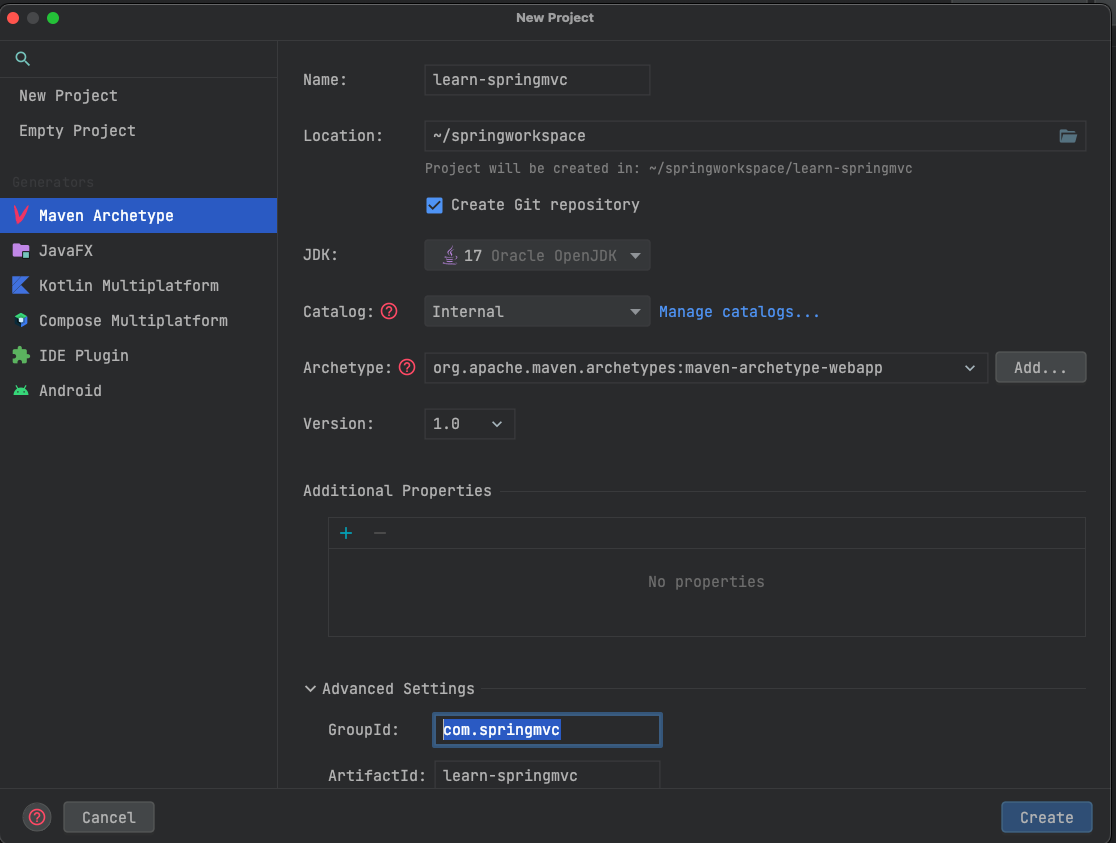 New Project
New Project
Empty Project
Generators
Maven Archetype
JavaFX
Kotlin Multiplatform
Compose Multiplatform
IDE Plugin
Android
Name: learn-springmvc
Location: ~/springworkspace
Project will be created in: ~/springworkspace/learn-springmvc
Create Git repository
JDK: 17 Oracle OpenJDK
Catalog: ? Internal Manage catalogs...
Archetype: ? org.apache.maven.archetypes:maven-archetype-webapp Add...
Version: 1.0
Additional Properties
+ −
No properties
Advanced Settings
GroupId: com.springmvc
ArtifactId: learn-springmvc
? Cancel Create